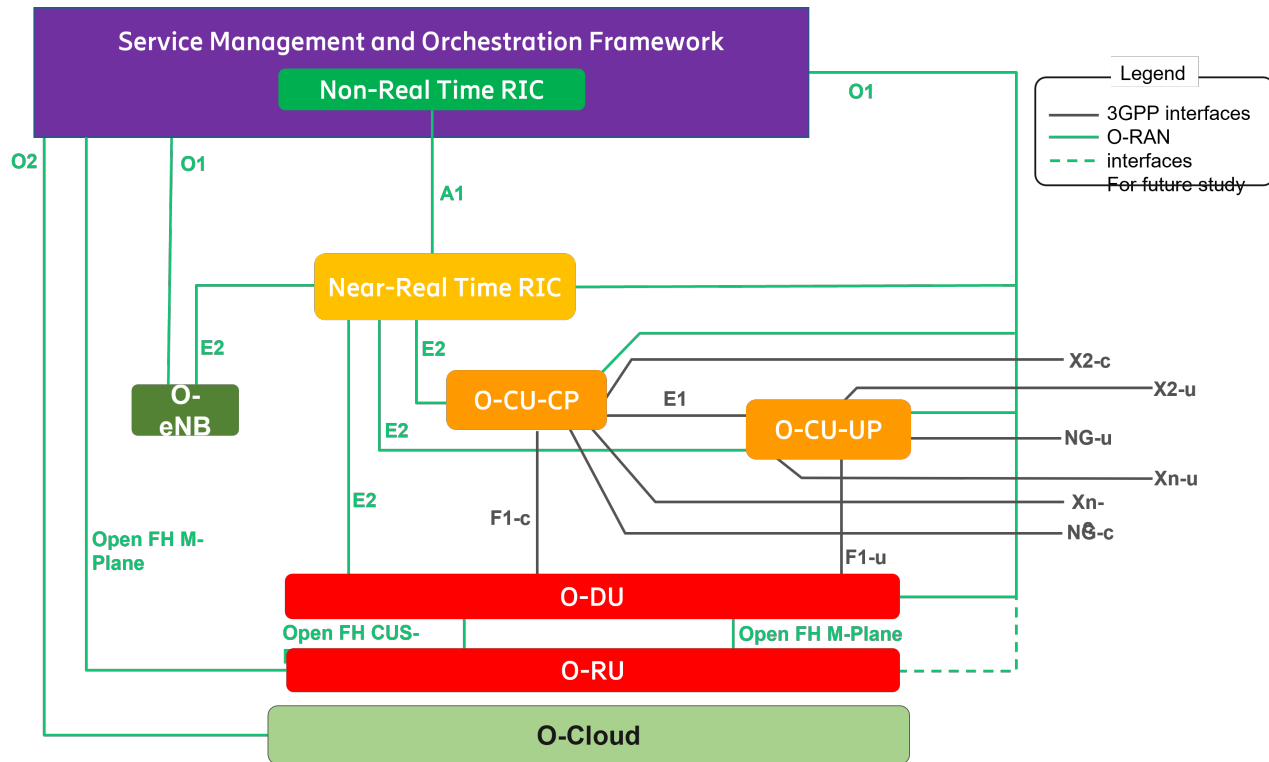 Service Management and Orchestration Framework
Non-Real Time RIC
Legend
3GPP interfaces
O-RAN
interfaces
For future study
O1
O2
O1
A1
Near-Real Time RIC
E2
E2
O-
eNB
O-CU-CP
E1
O-CU-UP
X2-c
X2-u
NG-u
E2
Xn-u
E2
Xn-
c
F1-c
NG-c
Open FH M-
Plane
F1-u
O-DU
Open FH CUS-
Open FH M-Plane
O-RU
O-Cloud